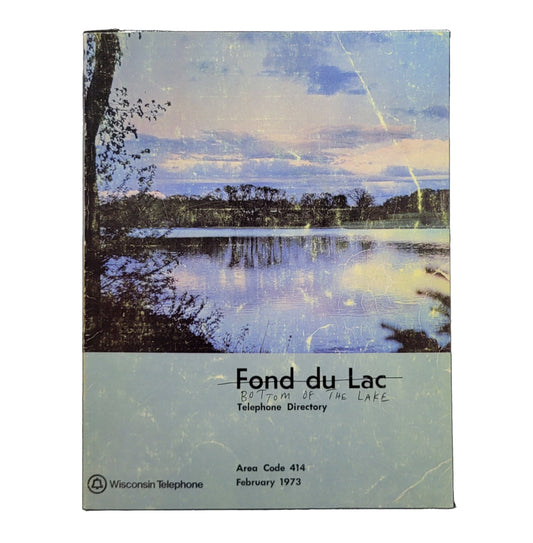 Fond du Lac
BOTTOM OF THE LAKE
Telephone Directory
Area Code 414
February 1973
Wisconsin Telephone